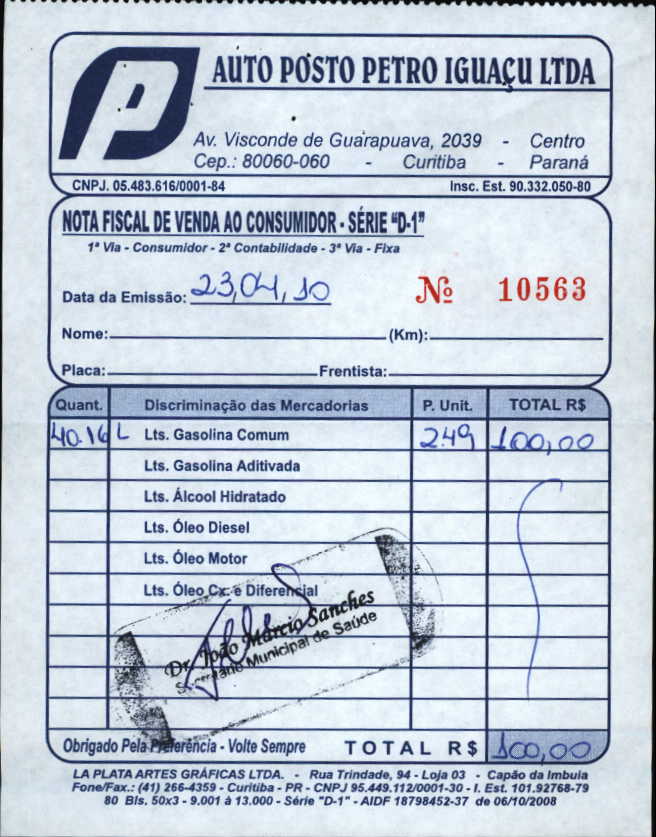 P
AUTO POSTO PETRO IGUAÇU LTDA
Av. Visconde de Guarapuava, 2039 - Centro
Cep.: 80060-060 - Curitiba - Paraná
CNPJ. 05.483.616/0001-84 Insc. Est. 90.332.050-80
NOTA FISCAL DE VENDA AO CONSUMIDOR - SÉRIE "D-1"
1ª Via - Consumidor - 2ª Contabilidade - 3ª Via - Fixa
Data da Emissão: 23,04,10 Nº 10563
Nome: (Km):
Placa: Frentista:
Quant. Discriminação das Mercadorias P. Unit. TOTAL R$
40.16 L Lts. Gasolina Comum 2.49 100,00
Lts. Gasolina Aditivada
Lts. Álcool Hidratado
Lts. Óleo Diesel
Lts. Óleo Motor
Lts. Óleo Cx. e Diferencial
Dr. João Márcio Sanches
Secretário Municipal de Saúde
Obrigado Pela Preferência - Volte Sempre TOTAL R$ 100,00
LA PLATA ARTES GRÁFICAS LTDA. - Rua Trindade, 94 - Loja 03 - Capão da Imbuia
Fone/Fax.: (41) 266-4359 - Curitiba - PR - CNPJ 95.449.112/0001-30 - I. Est. 101.92768-79
80 Bls. 50x3 - 9.001 à 13.000 - Série "D-1" - AIDF 18798452-37 de 06/10/2008